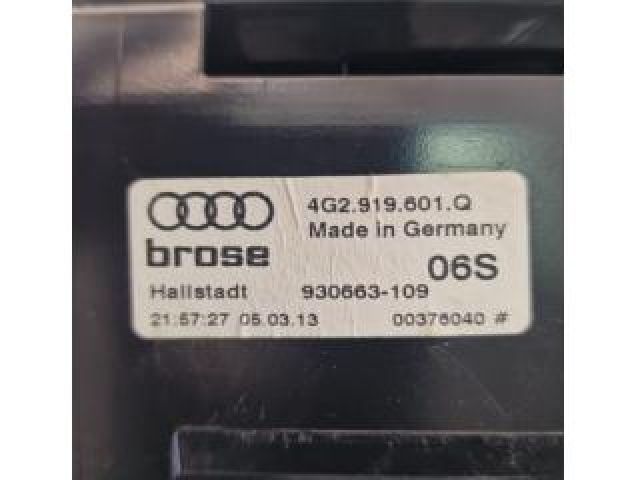 4G2.919.601.Q
Made in Germany
brose
06S
Hallstadt 930663-109
21:57:27 05.03.13 00376040 #